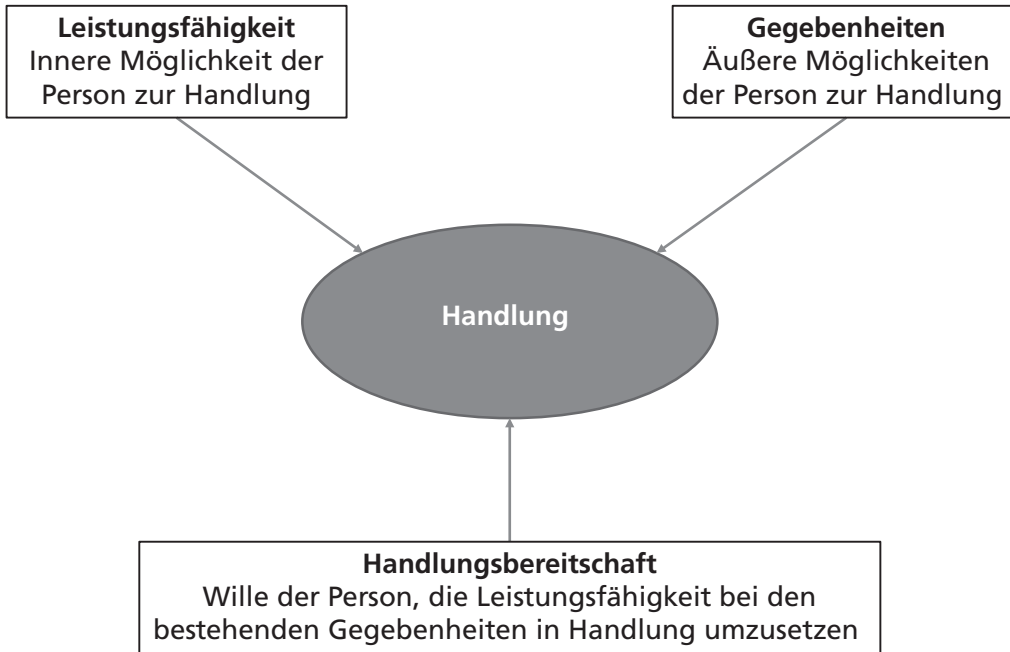 Leistungsfähigkeit
Innere Möglichkeit der
Person zur Handlung
Gegebenheiten
Äußere Möglichkeiten
der Person zur Handlung
Handlung
Handlungsbereitschaft
Wille der Person, die Leistungsfähigkeit bei den
bestehenden Gegebenheiten in Handlung umzusetzen